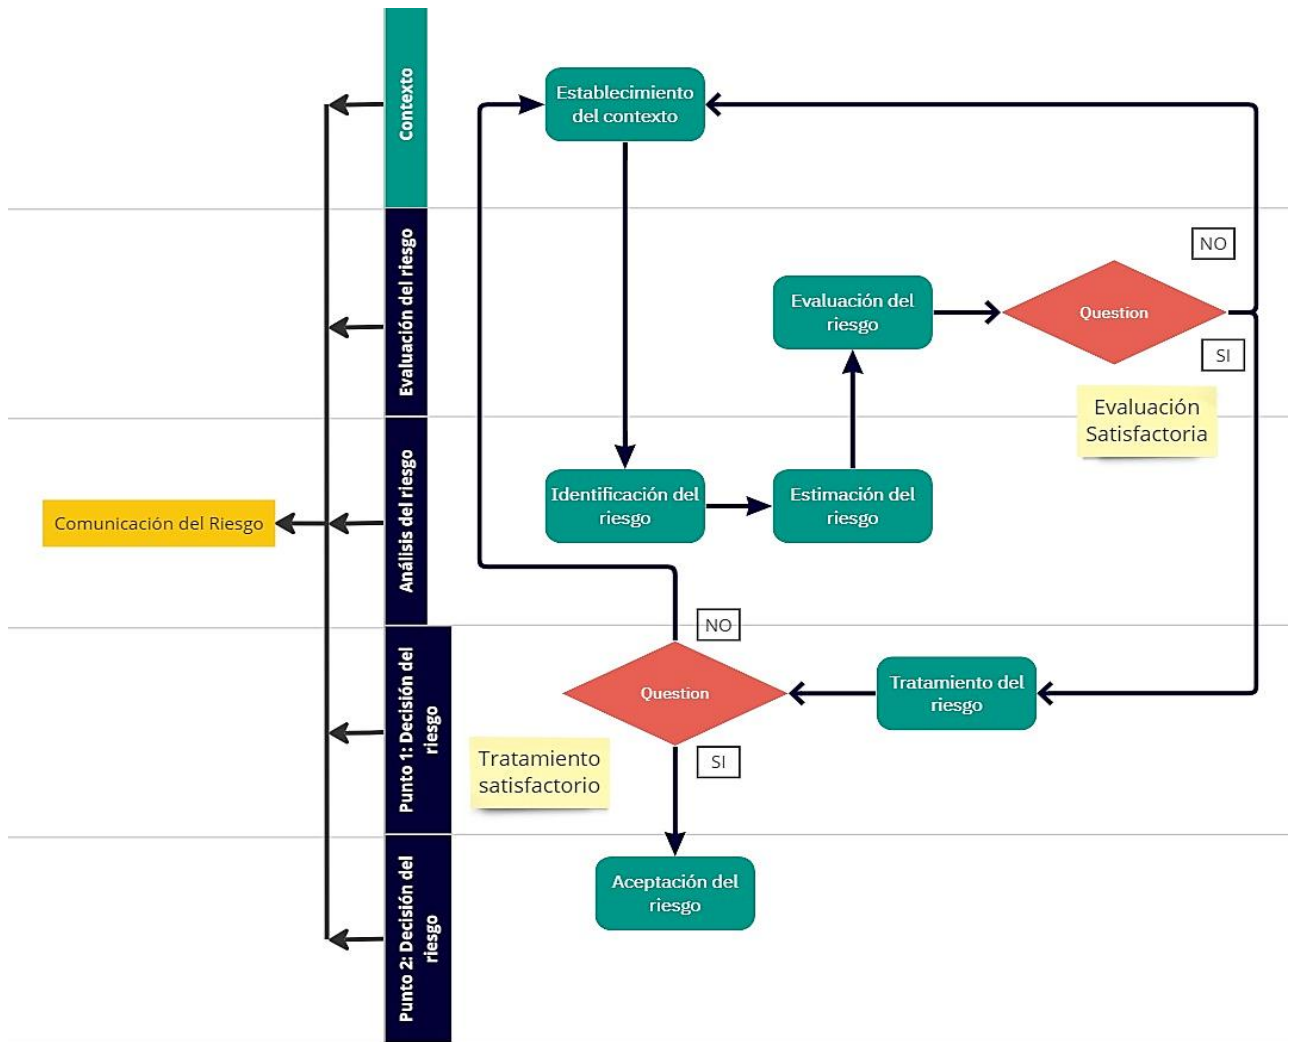 Contexto
Establecimiento
del contexto
Evaluación del riesgo
NO
Evaluación del
riesgo
Question
SI
Evaluación
Satisfactoria
Análisis del riesgo
Identificación del
riesgo
Estimación del
riesgo
Comunicación del Riesgo
Punto 1: Decisión del
riesgo
NO
Question
Tratamiento del
riesgo
Tratamiento
satisfactorio
SI
Punto 2: Decisión del
riesgo
Aceptación del
riesgo